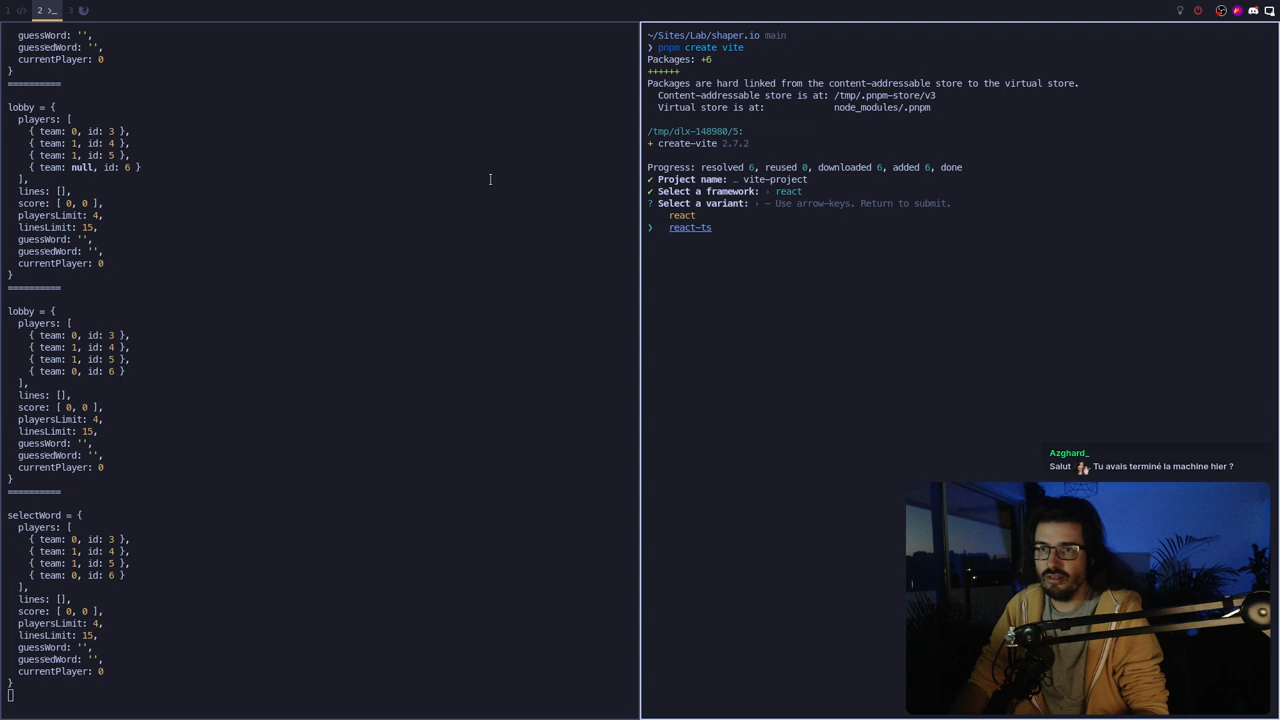 1 </> 2 >_ 3
guessWord: '',
guessedWord: '',
currentPlayer: 0
}
==========
lobby = {
players: [
{ team: 0, id: 3 },
{ team: 1, id: 4 },
{ team: 1, id: 5 },
{ team: null, id: 6 }
],
lines: [],
score: [ 0, 0 ],
playersLimit: 4,
linesLimit: 15,
guessWord: '',
guessedWord: '',
currentPlayer: 0
}
==========
lobby = {
players: [
{ team: 0, id: 3 },
{ team: 1, id: 4 },
{ team: 1, id: 5 },
{ team: 0, id: 6 }
],
lines: [],
score: [ 0, 0 ],
playersLimit: 4,
linesLimit: 15,
guessWord: '',
guessedWord: '',
currentPlayer: 0
}
==========
selectWord = {
players: [
{ team: 0, id: 3 },
{ team: 1, id: 4 },
{ team: 1, id: 5 },
{ team: 0, id: 6 }
],
lines: [],
score: [ 0, 0 ],
playersLimit: 4,
linesLimit: 15,
guessWord: '',
guessedWord: '',
currentPlayer: 0
}
~/Sites/Lab/shaper.io main
❯ pnpm create vite
Packages: +6
++++++
Packages are hard linked from the content-addressable store to the virtual store.
Content-addressable store is at: /tmp/.pnpm-store/v3
Virtual store is at: node_modules/.pnpm
/tmp/dlx-148980/5:
+ create-vite 2.7.2
Progress: resolved 6, reused 0, downloaded 6, added 6, done
✔ Project name: … vite-project
✔ Select a framework: › react
? Select a variant: › - Use arrow-keys. Return to submit.
react
❯ react-ts
Azghard_
Salut Tu avais terminé la machine hier ?